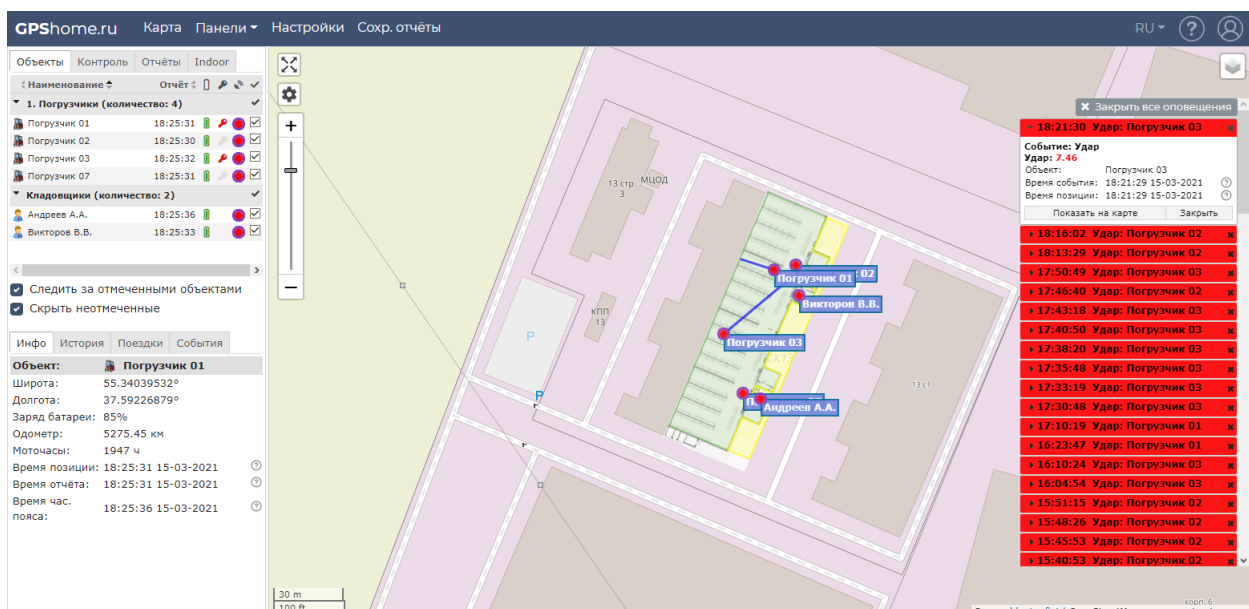 GPShome.ru Карта Панели Настройки Сохр. отчёты RU ?
Объекты Контроль Отчёты Indoor
Наименование Отчёт
1. Погрузчики (количество: 4)
Погрузчик 01 18:25:31
Погрузчик 02 18:25:30
Погрузчик 03 18:25:32
Погрузчик 07 18:25:31
Кладовщики (количество: 2)
Андреев А.А. 18:25:36
Викторов В.В. 18:25:33
Следить за отмеченными объектами
Скрыть неотмеченные
Инфо История Поездки События
Объект: Погрузчик 01
Широта: 55.34039532°
Долгота: 37.59226879°
Заряд батареи: 85%
Одометр: 5275.45 км
Моточасы: 1947 ч
Время позиции: 18:25:31 15-03-2021
Время отчёта: 18:25:31 15-03-2021
Время час.
пояса: 18:25:36 15-03-2021
+
−
13 стр.
3
МЦОД
КПП
13
P
P
Погрузчик 01
02
Викторов В.В.
Погрузчик 03
Андреев А.А.
13 с1
30 m
100 ft
корп. 6
Закрыть все оповещения
18:21:30 Удар: Погрузчик 03
Событие: Удар
Удар: 7.46
Объект: Погрузчик 03
Время события: 18:21:29 15-03-2021
Время позиции: 18:21:29 15-03-2021
Показать на карте Закрыть
18:16:02 Удар: Погрузчик 02
18:13:29 Удар: Погрузчик 02
17:50:49 Удар: Погрузчик 03
17:46:40 Удар: Погрузчик 02
17:43:18 Удар: Погрузчик 03
17:40:50 Удар: Погрузчик 03
17:38:20 Удар: Погрузчик 03
17:35:48 Удар: Погрузчик 03
17:33:19 Удар: Погрузчик 03
17:30:48 Удар: Погрузчик 03
17:10:19 Удар: Погрузчик 01
16:23:47 Удар: Погрузчик 01
16:10:24 Удар: Погрузчик 03
16:04:54 Удар: Погрузчик 03
15:51:15 Удар: Погрузчик 02
15:48:26 Удар: Погрузчик 02
15:45:53 Удар: Погрузчик 02
15:40:53 Удар: Погрузчик 02